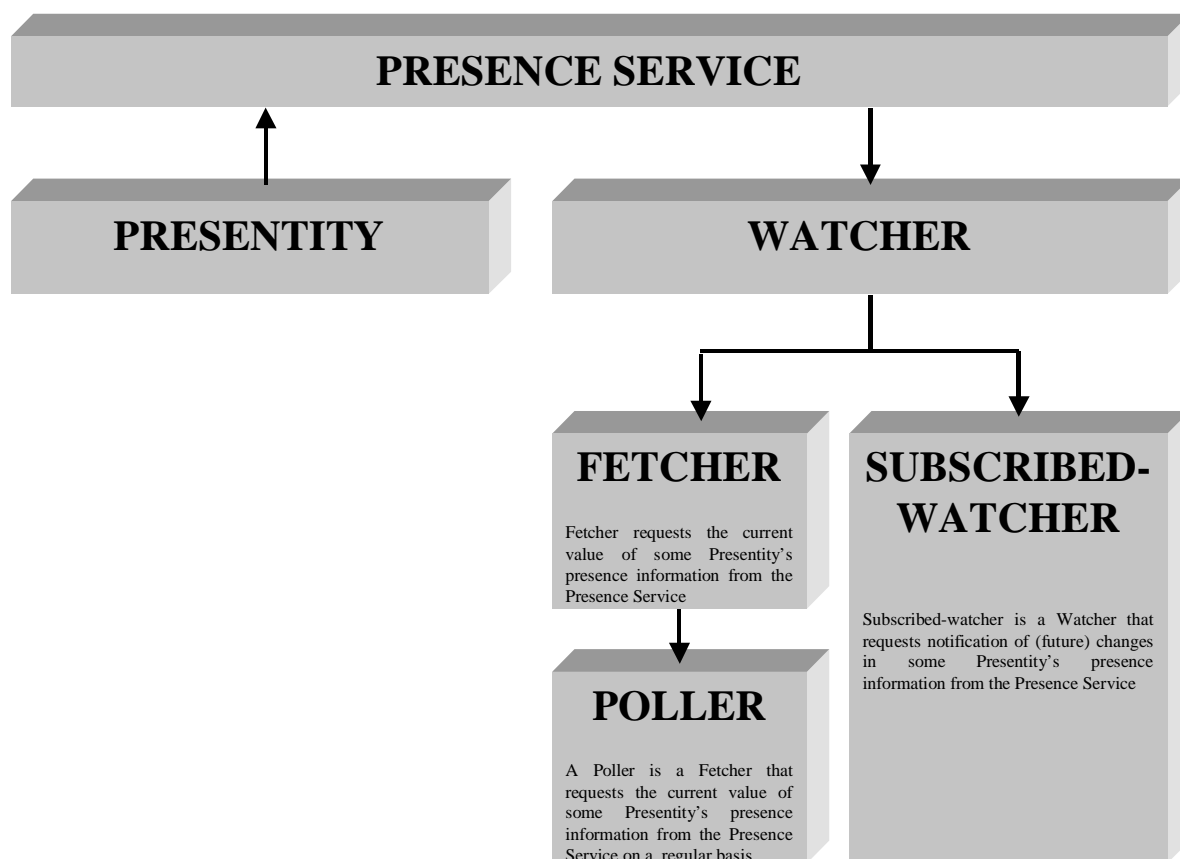 PRESENCE SERVICE
PRESENTITY
WATCHER
FETCHER
Fetcher requests the current
value of some Presentity's
presence information from the
Presence Service
POLLER
A Poller is a Fetcher that
requests the current value of
some Presentity's presence
information from the Presence
Service on a regular basis
SUBSCRIBED-
WATCHER
Subscribed-watcher is a Watcher that
requests notification of (future) changes
in some Presentity's presence
information from the Presence Service